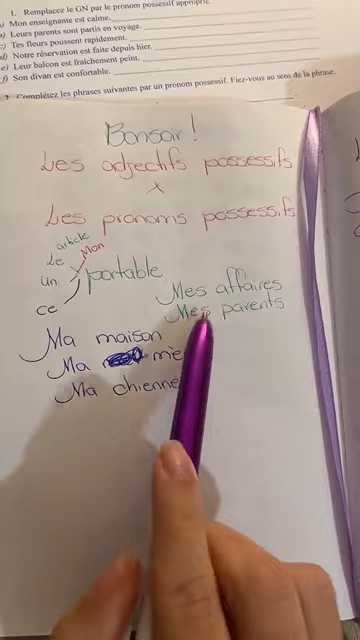 1. Remplacez le GN par le pronom possessif approprié.
Mon enseignante est calme.
Leurs parents sont partis en voyage.
Tes fleurs poussent rapidement.
d) Notre réservation est faite depuis hier.
e) Leur balcon est fraîchement peint.
f) Son divan est confortable.
2. Complétez les phrases suivantes par un pronom possessif. Fiez-vous au sens de la phrase.
Bonsoir!
Les adjectifs possessifs
x
Les pronoms possessifs
article
Le Mon
un portable
ce
Mes affaires
Mes parents
Ma maison
Ma
Ma chienne